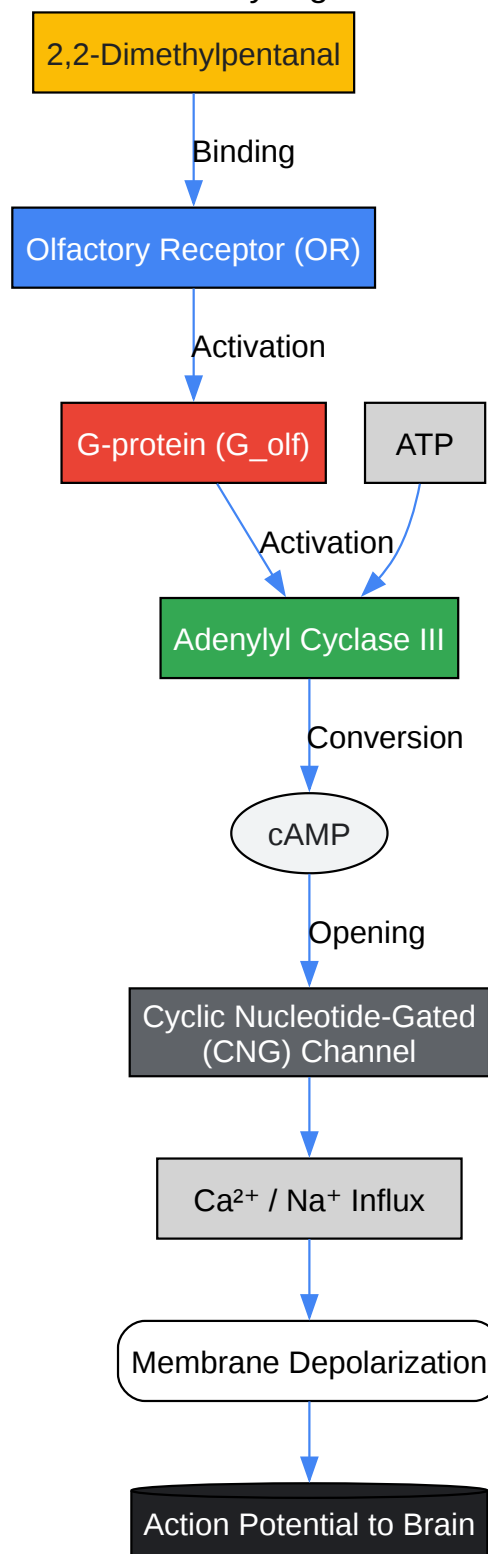 2,2-Dimethylpentanal
Binding
Olfactory Receptor (OR)
Activation
G-protein (G_olf)
ATP
Activation
Adenylyl Cyclase III
Conversion
cAMP
Opening
Cyclic Nucleotide-Gated
(CNG) Channel
Ca²⁺ / Na⁺ Influx
Membrane Depolarization
Action Potential to Brain